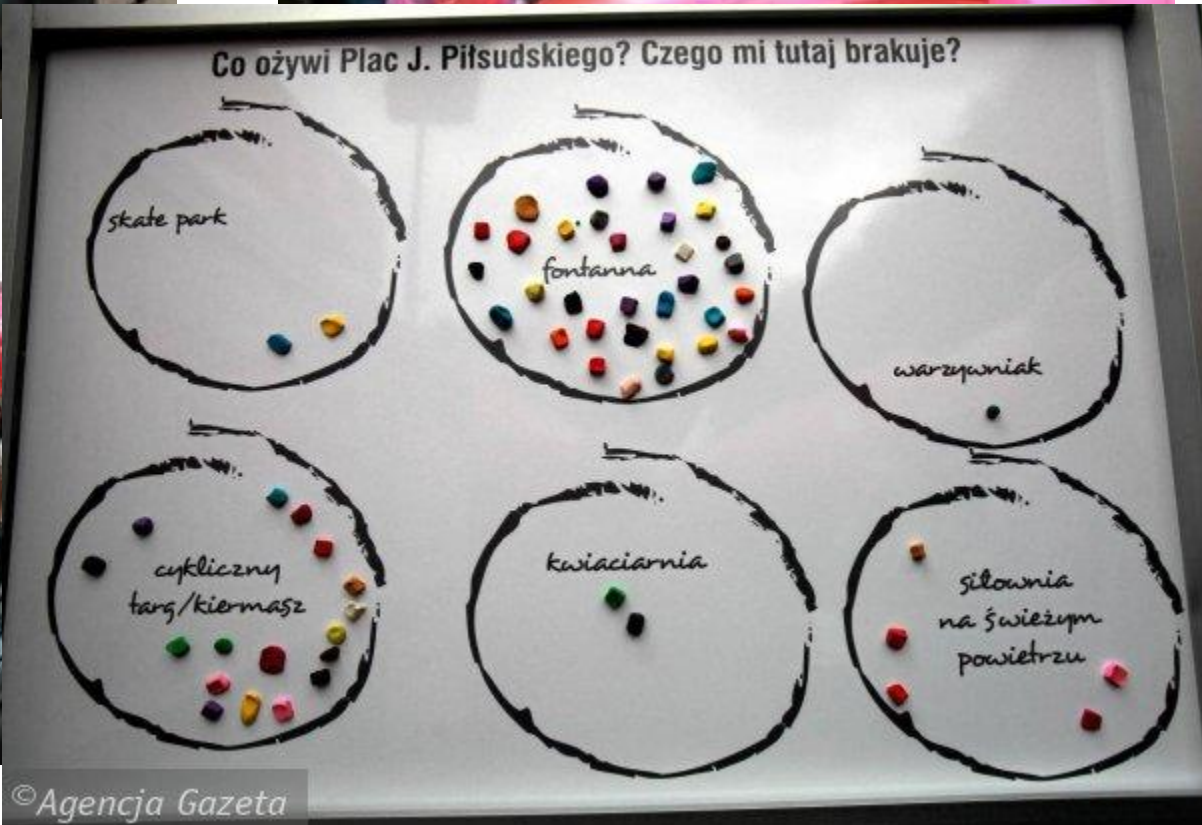 Co ożywi Plac J. Piłsudskiego? Czego mi tutaj brakuje?
skate park
fontanna
warzywniak
cykliczny
targ/kiermasz
kwiaciarnia
siłownia
na świeżym
powietrzu
©Agencja Gazeta